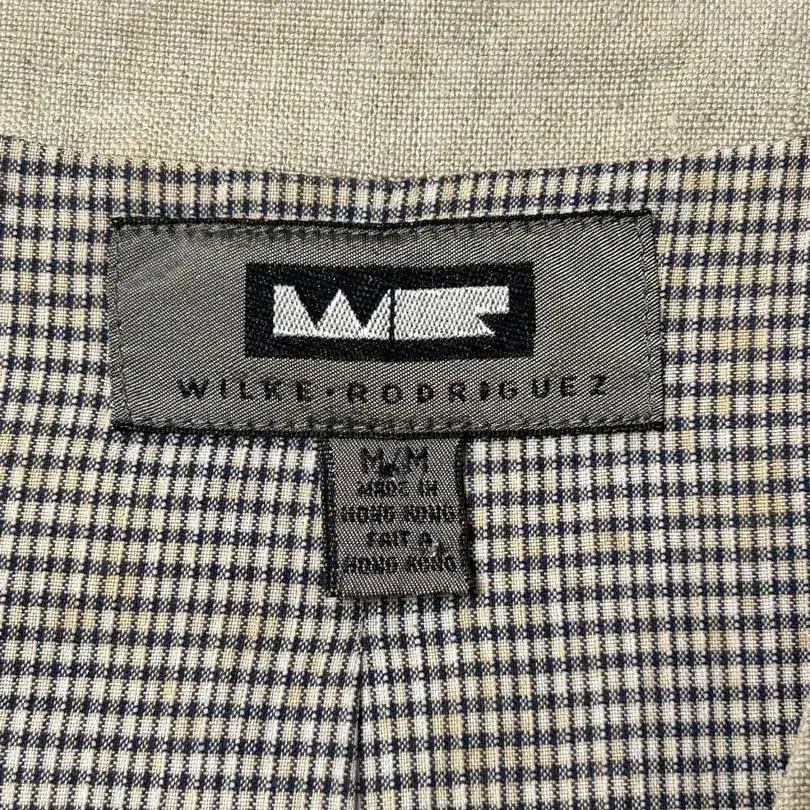 WR
WILKE·RODRIGUEZ
M/M
MADE IN
HONG KONG
FAIT A
HONG KONG